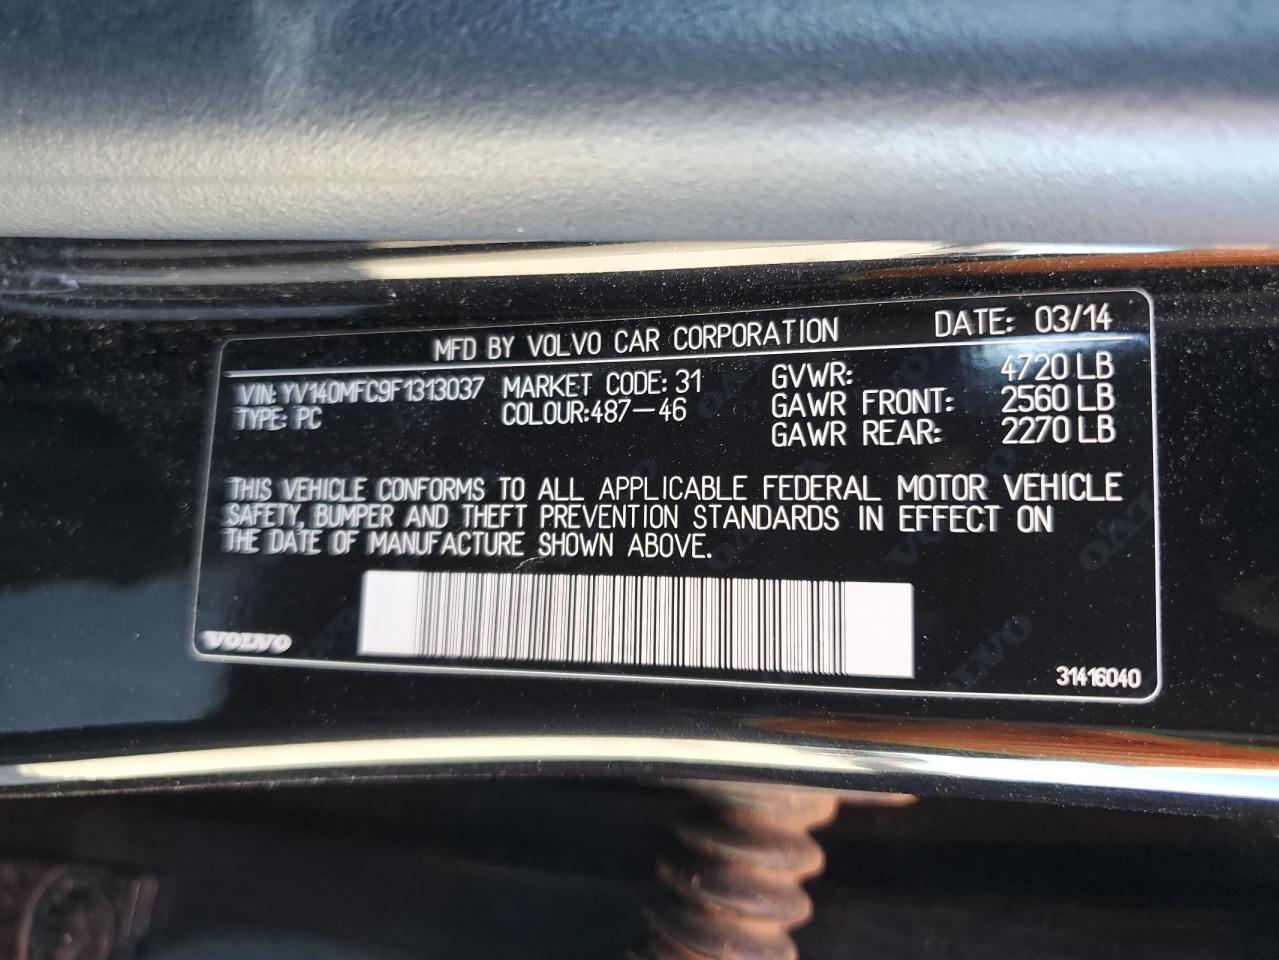 MFD BY VOLVO CAR CORPORATION DATE: 03/14
VIN: YV140MFC9F1313037 MARKET CODE: 31 GVWR: 4720 LB
TYPE: PC COLOUR:487-46 GAWR FRONT: 2560 LB
GAWR REAR: 2270 LB
THIS VEHICLE CONFORMS TO ALL APPLICABLE FEDERAL MOTOR VEHICLE
SAFETY, BUMPER AND THEFT PREVENTION STANDARDS IN EFFECT ON
THE DATE OF MANUFACTURE SHOWN ABOVE.
VOLVO
31416040